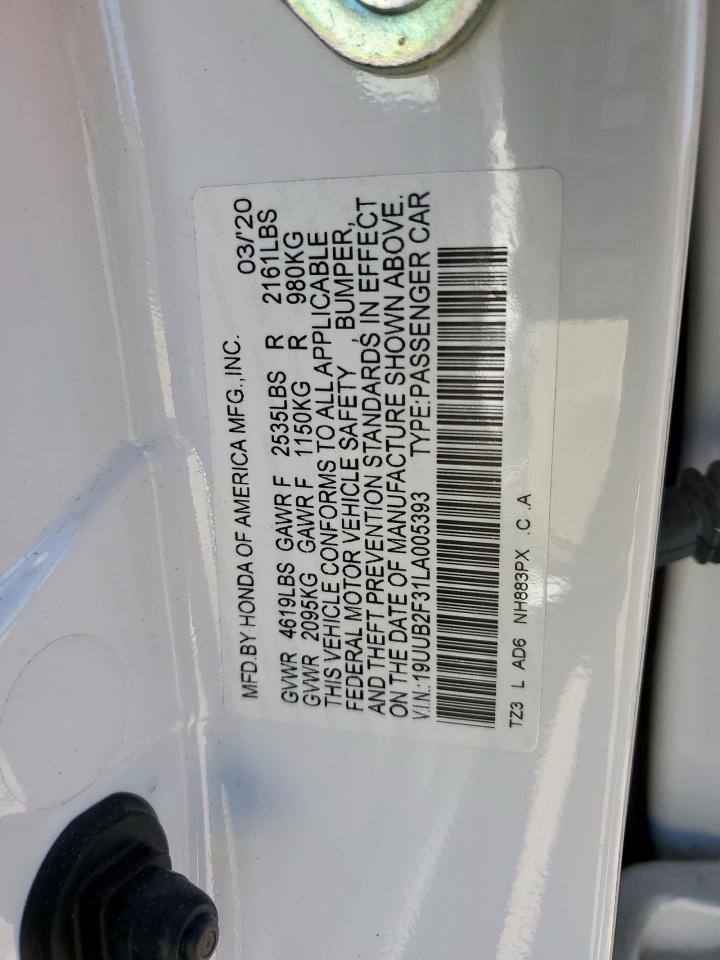 MFD.BY HONDA OF AMERICA MFG.,INC. 03/'20
GVWR 4619LBS GAWR F 2535LBS R 2161LBS
GVWR 2095KG GAWR F 1150KG R 980KG
THIS VEHICLE CONFORMS TO ALL APPLICABLE
FEDERAL MOTOR VEHICLE SAFETY , BUMPER,
AND THEFT PREVENTION STANDARDS IN EFFECT
ON THE DATE OF MANUFACTURE SHOWN ABOVE.
V.I.N.:19UUB2F31LA005393 TYPE:PASSENGER CAR
TZ3 L AD6 NH883PX .C .A